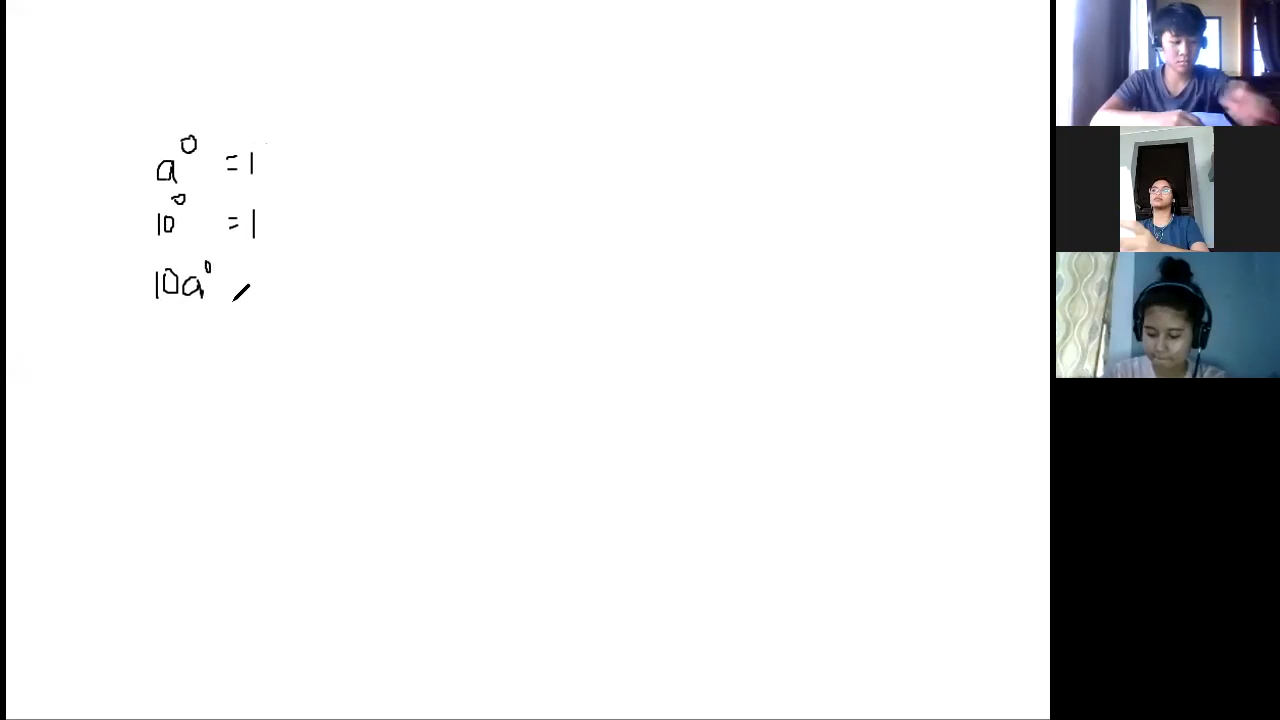 a⁰ = 1
10⁰ = 1
10a⁰